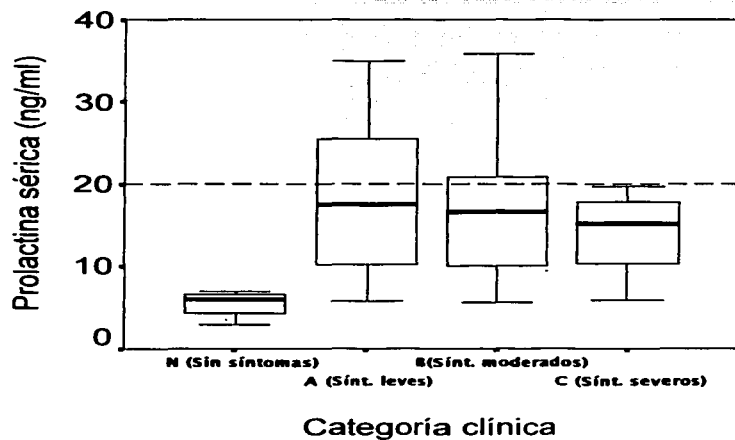 Prolactina sérica (ng/ml)
40
30
20
10
0
N (Sin síntomas)
A (Sínt. leves)
B(Sínt. moderados)
C (Sínt. severos)
Categoría clínica